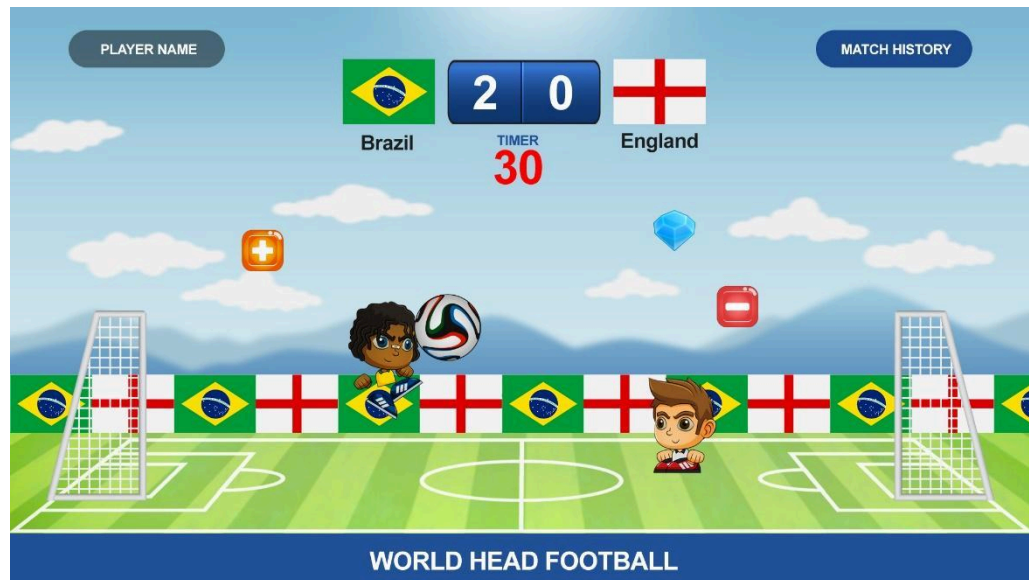 PLAYER NAME
MATCH HISTORY
2 0
Brazil
England
TIMER
30
WORLD HEAD FOOTBALL